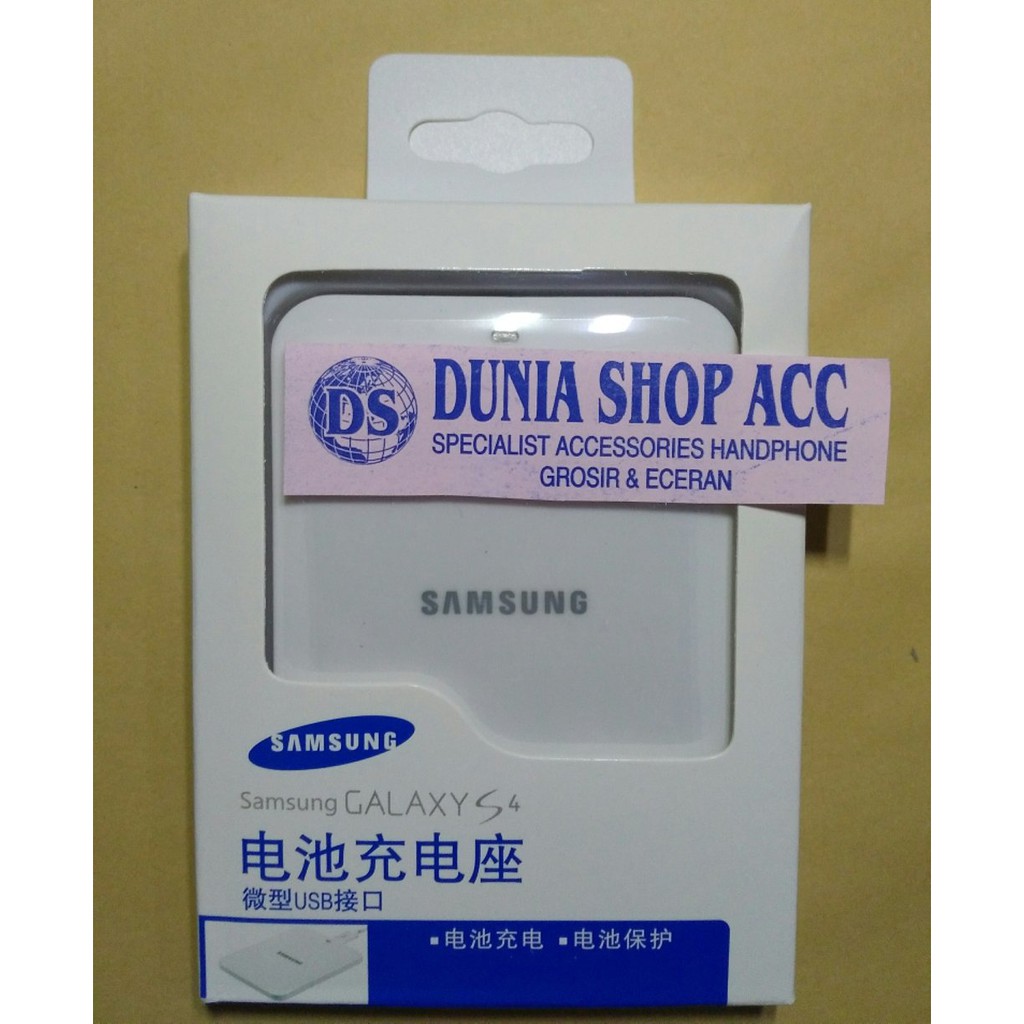 DS
DUNIA SHOP ACC
SPECIALIST ACCESSORIES HANDPHONE
GROSIR & ECERAN
SAMSUNG
SAMSUNG
Samsung GALAXY S4
电池充电座
微型USB接口
▪电池充电 ▪电池保护
SAMSUNG